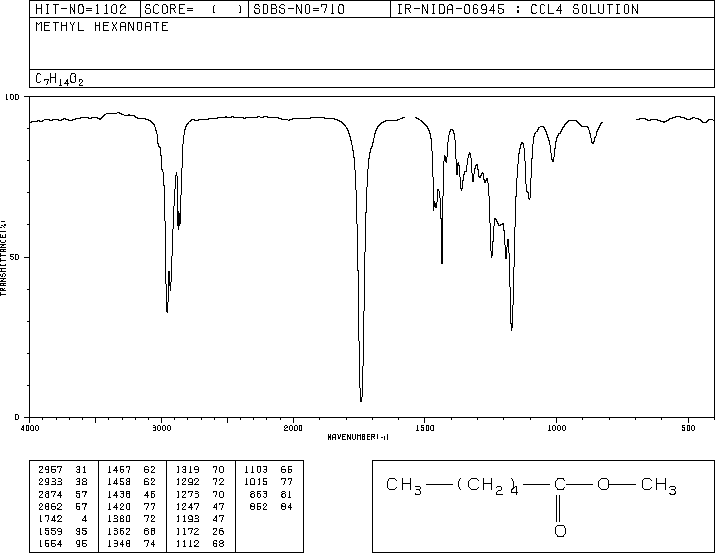 HIT-NO=1102 SCORE= ( ) SDBS-NO=710 IR-NIDA-06945 : CCL4 SOLUTION
METHYL HEXANOATE
C7H14O2
100
TRANSMITTANCE(%)
50
0
4000 3000 2000 1500 1000 500
WAVENUMBER(-1)
2957 31 1467 62 1319 70 1103 66
2933 38 1458 62 1292 72 1015 77
2874 57 1436 46 1273 70 863 81
2862 57 1420 77 1247 47 862 84
1742 4 1380 72 1193 47
1559 95 1362 68 1172 26
1554 95 1348 74 1112 68
CH3 (CH2)4 C O CH3
O